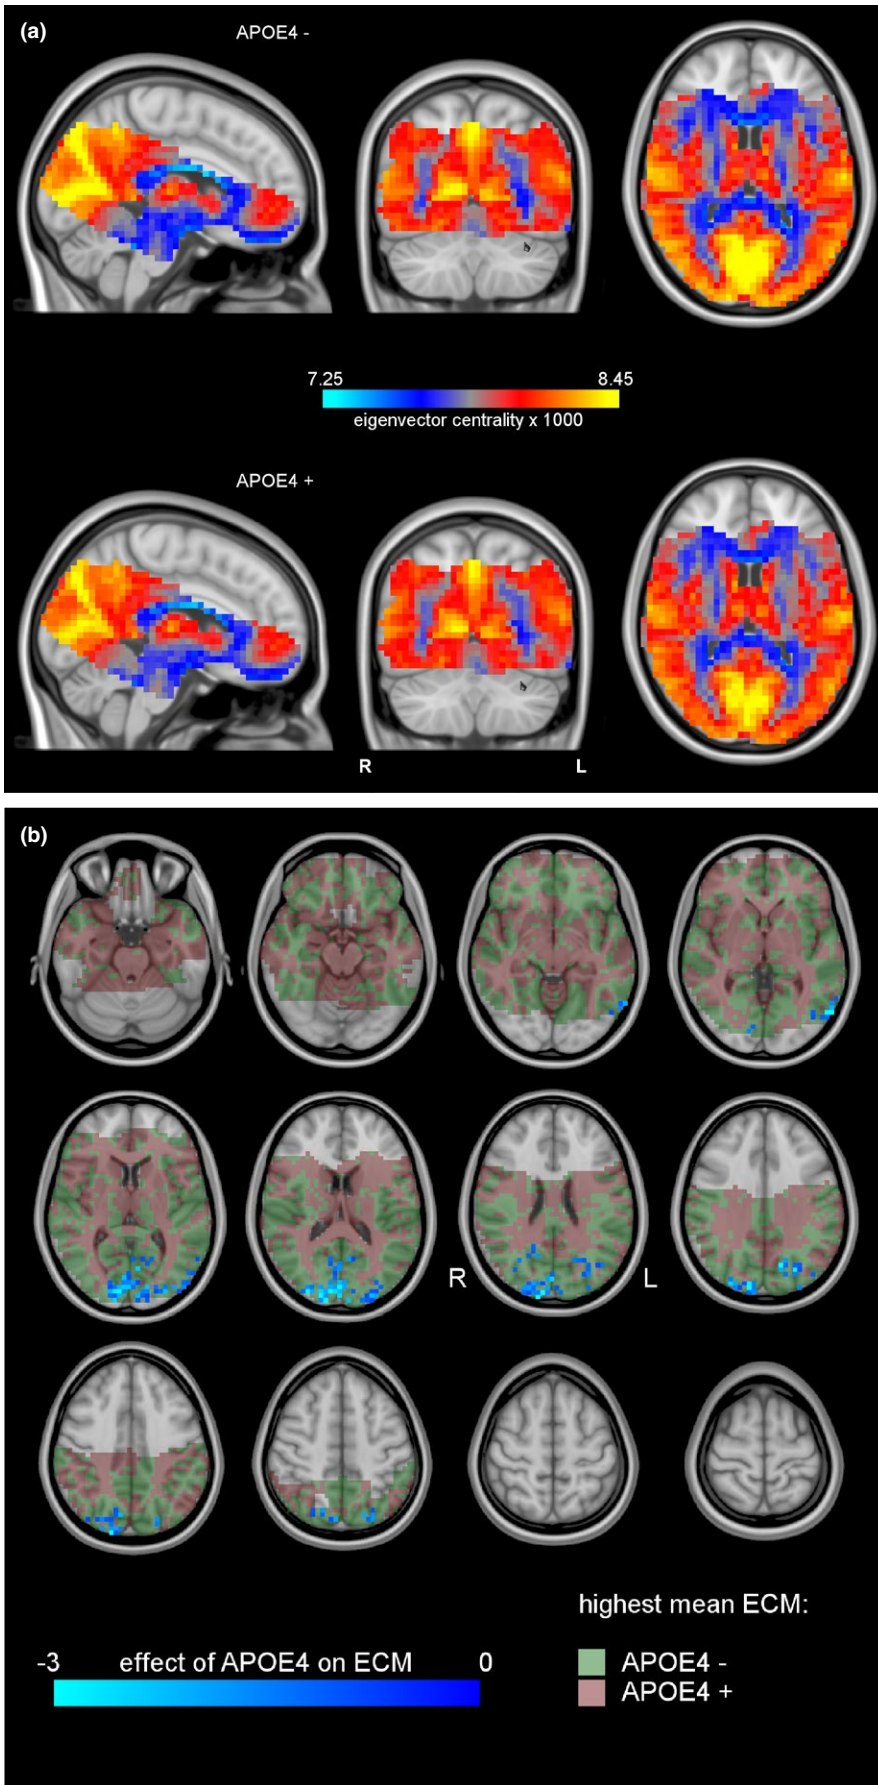 (a)
APOE4 -
7.25 8.45
eigenvector centrality x 1000
APOE4 +
R L
(b)
R L
highest mean ECM:
-3 effect of APOE4 on ECM 0
APOE4 -
APOE4 +